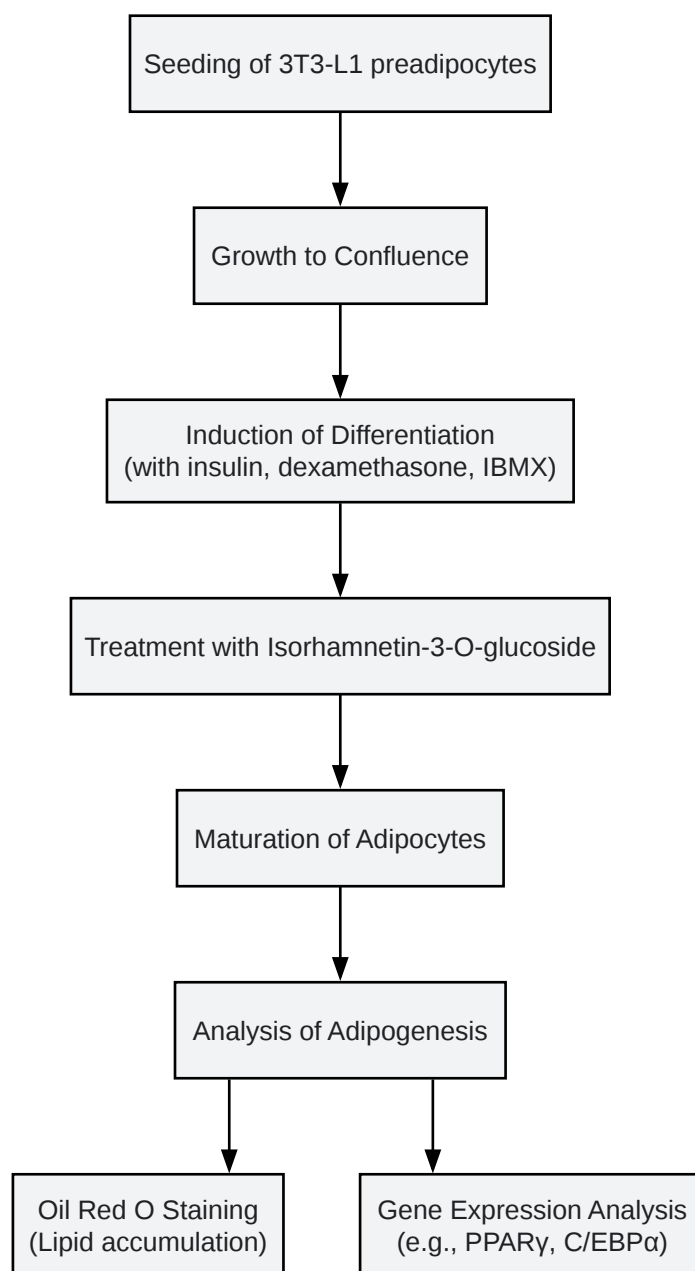 Seeding of 3T3-L1 preadipocytes
Growth to Confluence
Induction of Differentiation
(with insulin, dexamethasone, IBMX)
Treatment with Isorhamnetin-3-O-glucoside
Maturation of Adipocytes
Analysis of Adipogenesis
Oil Red O Staining
(Lipid accumulation)
Gene Expression Analysis
(e.g., PPARγ, C/EBPα)